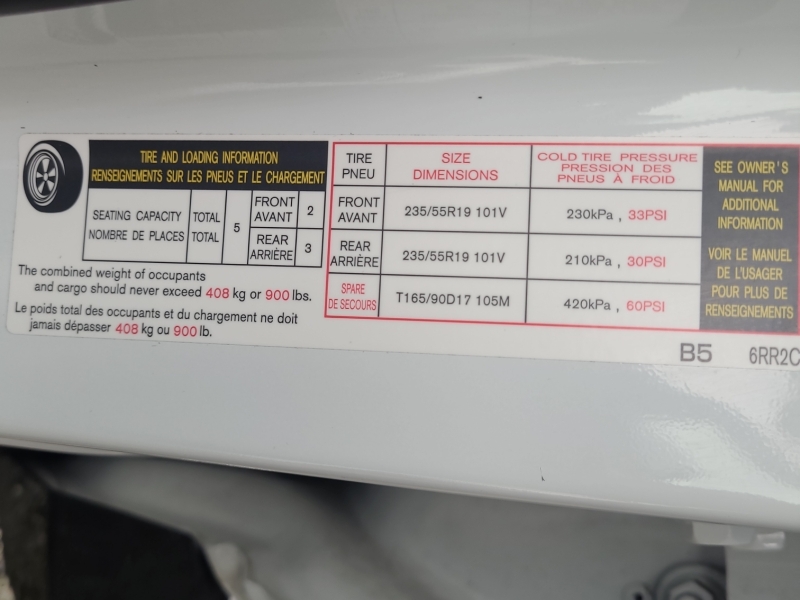 TIRE AND LOADING INFORMATION
RENSEIGNEMENTS SUR LES PNEUS ET LE CHARGEMENT
SEATING CAPACITY
NOMBRE DE PLACES
TOTAL
TOTAL
5
FRONT
AVANT
2
REAR
ARRIÈRE
3
The combined weight of occupants
and cargo should never exceed 408 kg or 900 lbs.
Le poids total des occupants et du chargement ne doit
jamais dépasser 408 kg ou 900 lb.
TIRE
PNEU
SIZE
DIMENSIONS
COLD TIRE PRESSURE
PRESSION DES
PNEUS À FROID
FRONT
AVANT
235/55R19 101V
230kPa , 33PSI
REAR
ARRIÈRE
235/55R19 101V
210kPa , 30PSI
SPARE
DE SECOURS
T165/90D17 105M
420kPa , 60PSI
SEE OWNER'S
MANUAL FOR
ADDITIONAL
INFORMATION
VOIR LE MANUEL
DE L'USAGER
POUR PLUS DE
RENSEIGNEMENTS
B5 6RR2C